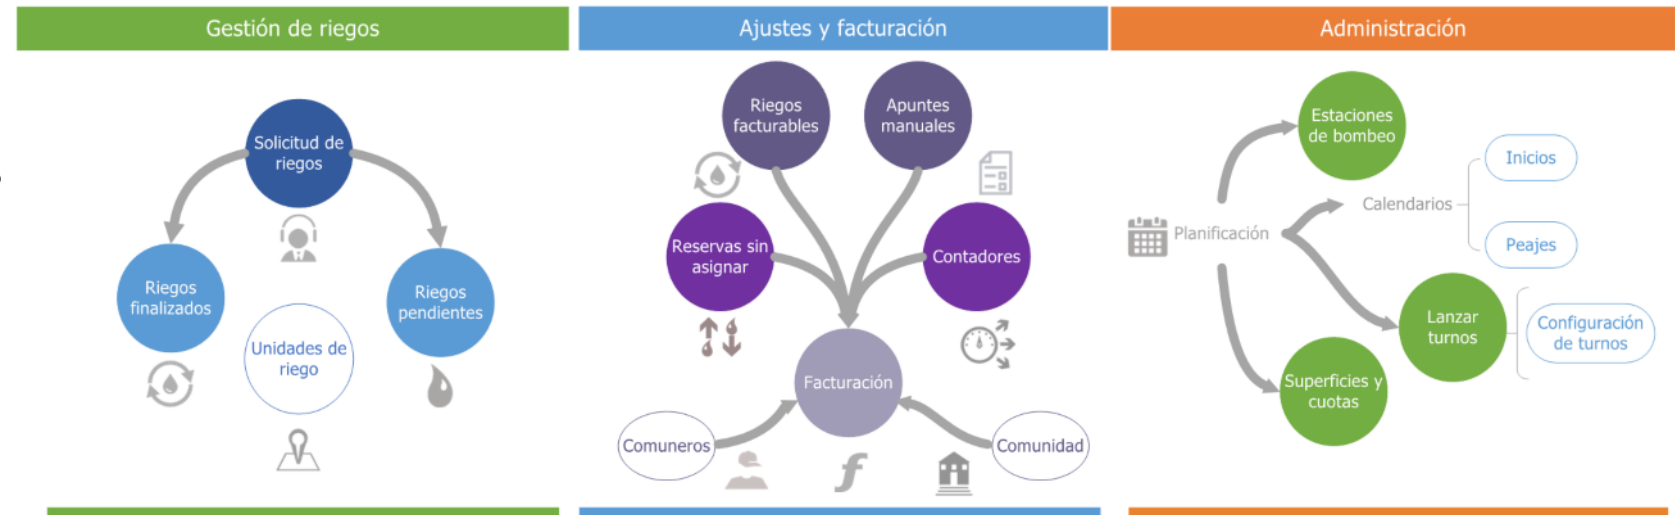 Gestión de riegos
Solicitud de
riegos
Riegos
finalizados
Riegos
pendientes
Unidades de
riego
Ajustes y facturación
Riegos
facturables
Apuntes
manuales
Reservas sin
asignar
Contadores
Facturación
Comuneros
Comunidad
Administración
Estaciones
de bombeo
Inicios
Calendarios
Planificación
Peajes
Lanzar
turnos
Configuración
de turnos
Superficies y
cuotas